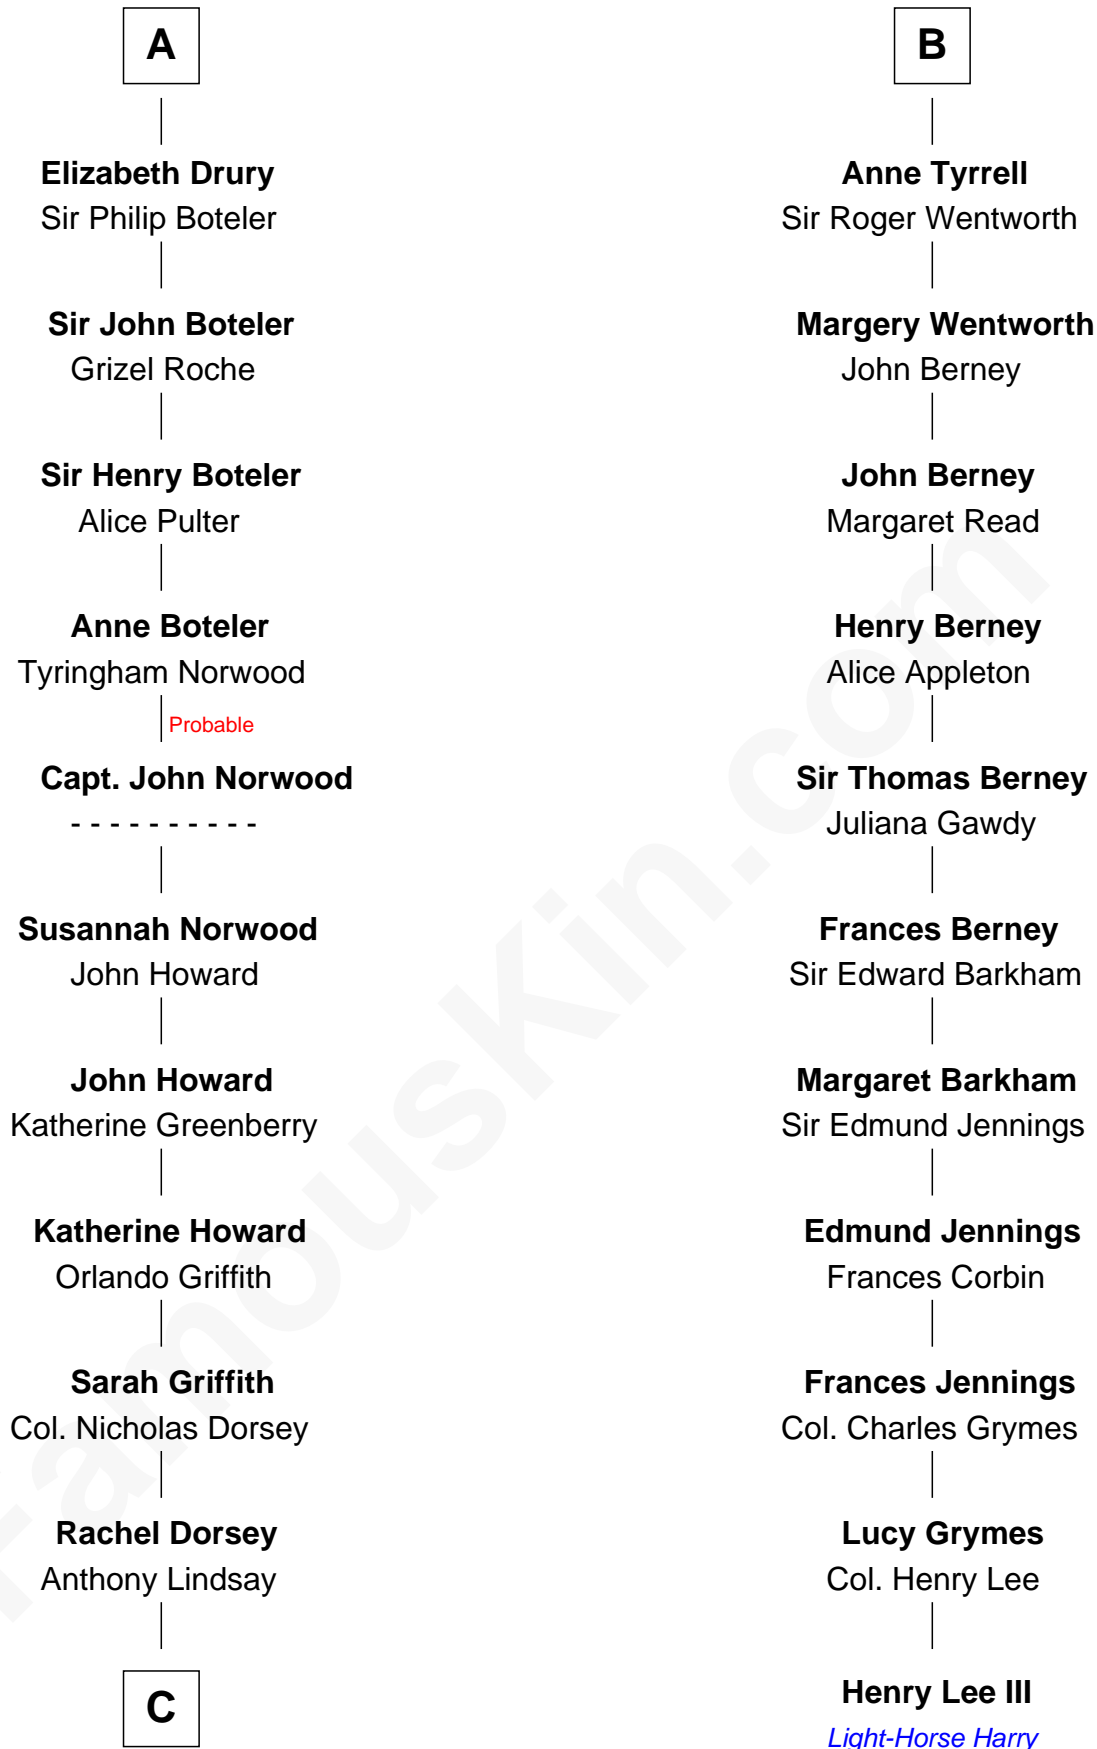 A
Elizabeth Drury
Sir Philip Boteler
Sir John Boteler
Grizel Roche
Sir Henry Boteler
Alice Pulter
Anne Boteler
Tyringham Norwood
Probable
Capt. John Norwood
- - - - - - - - - -
Susannah Norwood
John Howard
John Howard
Katherine Greenberry
Katherine Howard
Orlando Griffith
Sarah Griffith
Col. Nicholas Dorsey
Rachel Dorsey
Anthony Lindsay
C
B
Anne Tyrrell
Sir Roger Wentworth
Margery Wentworth
John Berney
John Berney
Margaret Read
Henry Berney
Alice Appleton
Sir Thomas Berney
Juliana Gawdy
Frances Berney
Sir Edward Barkham
Margaret Barkham
Sir Edmund Jennings
Edmund Jennings
Frances Corbin
Frances Jennings
Col. Charles Grymes
Lucy Grymes
Col. Henry Lee
Henry Lee III
Light-Horse Harry
FamousKin.com